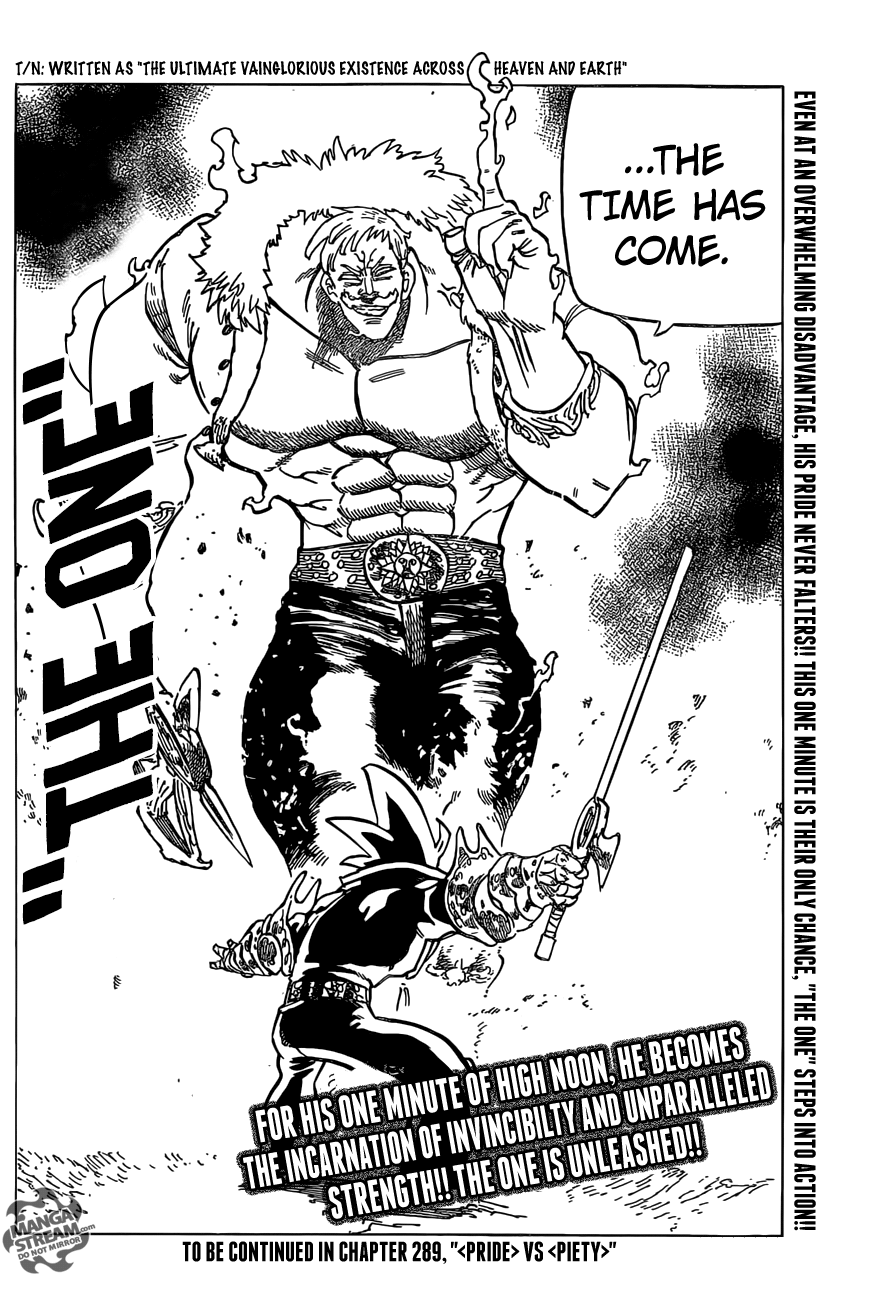 T/N: WRITTEN AS "THE ULTIMATE VAINGLORIOUS EXISTENCE ACROSS HEAVEN AND EARTH"
...THE
TIME HAS
COME.
EVEN AT AN OVERWHELMING DISADVANTAGE, HIS PRIDE NEVER FALTERS!! THIS ONE MINUTE IS THEIR ONLY CHANCE, "THE ONE" STEPS INTO ACTION!!
"THE ONE"
FOR HIS ONE MINUTE OF HIGH NOON, HE BECOMES
THE INCARNATION OF INVINCIBILTY AND UNPARALLELED
STRENGTH!! THE ONE IS UNLEASHED!!
MANGA
STREAM.com
DO NOT MIRROR
TO BE CONTINUED IN CHAPTER 289, "<PRIDE> VS <PIETY>"